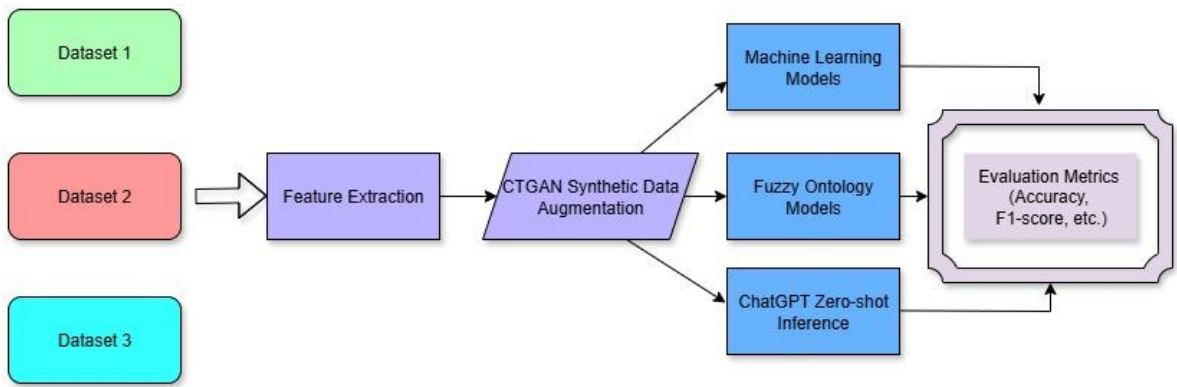 Dataset 1
Dataset 2
Dataset 3
Feature Extraction
CTGAN Synthetic Data
Augmentation
Machine Learning
Models
Fuzzy Ontology
Models
ChatGPT Zero-shot
Inference
Evaluation Metrics
(Accuracy,
F1-score, etc.)